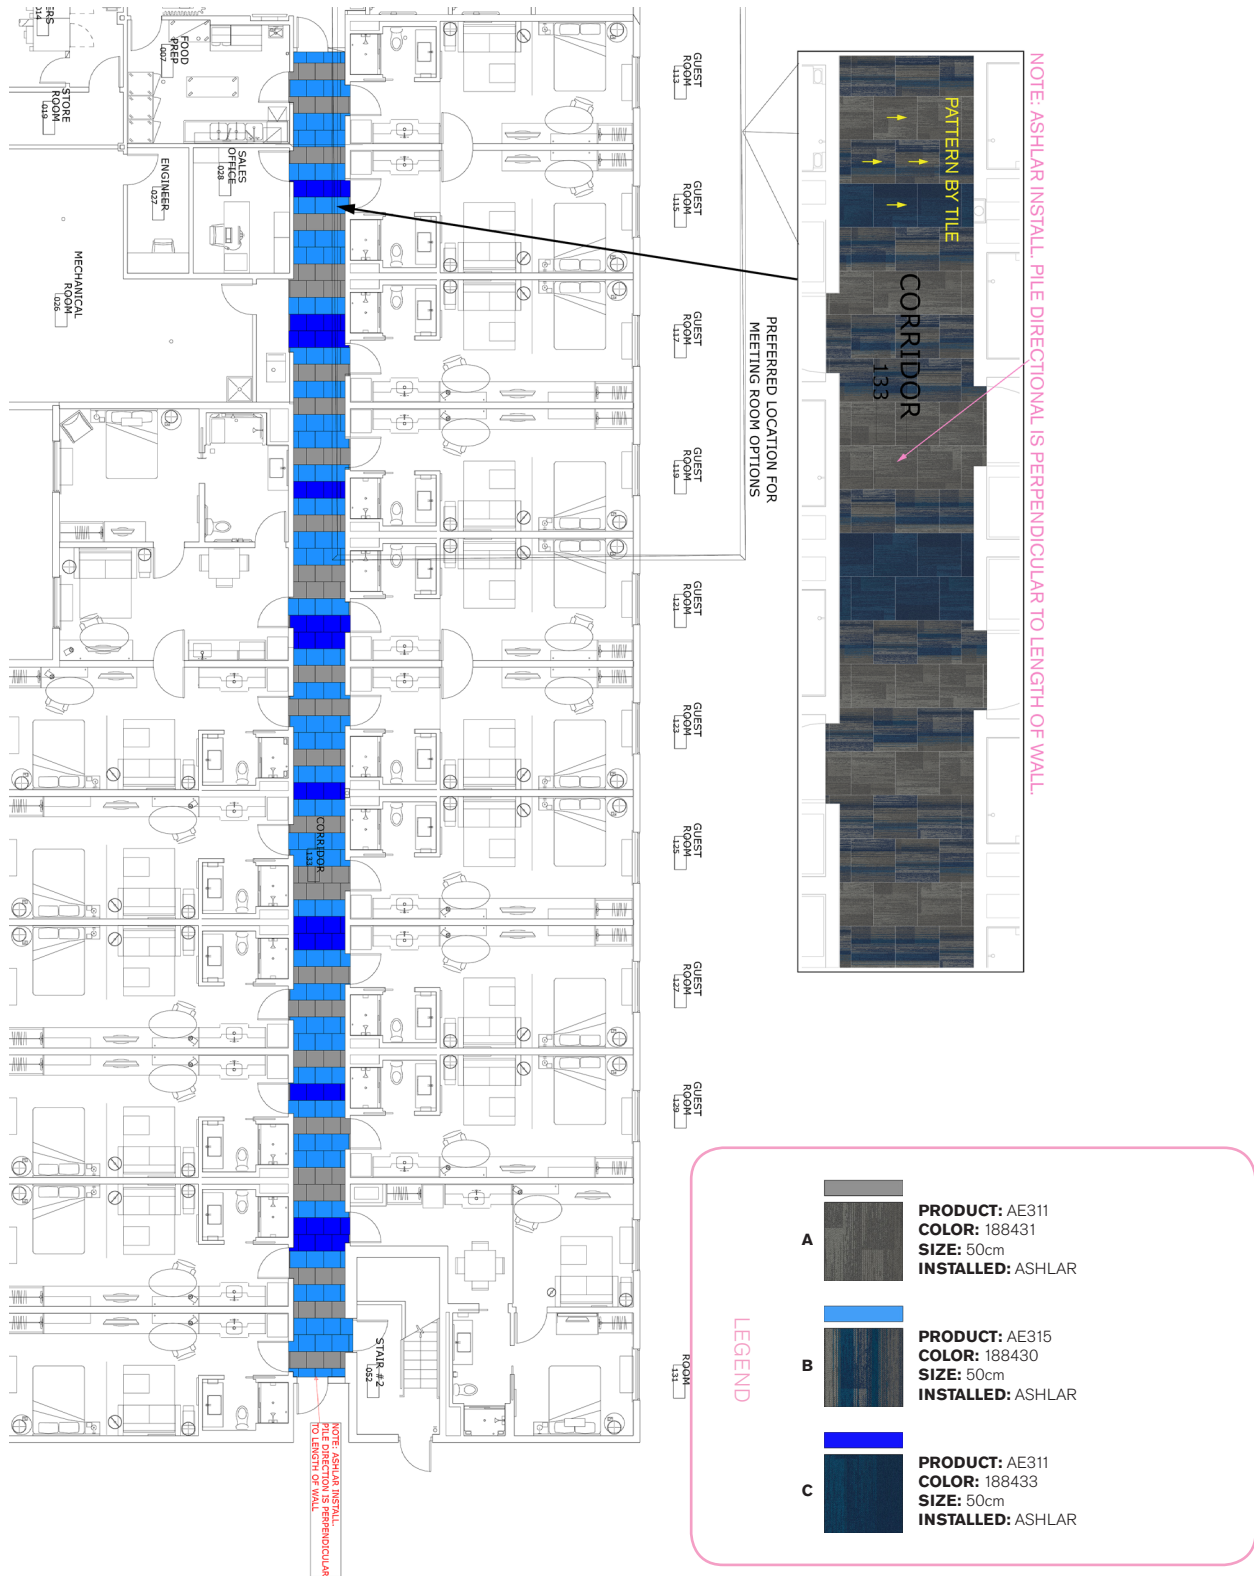 ERS
014
FOOD
PREP
007
STORE
ROOM
019
SALES
OFFICE
028
ENGINEER
027
MECHANICAL
ROOM
026
GUEST
ROOM
113
GUEST
ROOM
115
GUEST
ROOM
117
GUEST
ROOM
119
GUEST
ROOM
121
GUEST
ROOM
123
GUEST
ROOM
125
GUEST
ROOM
127
GUEST
ROOM
129
ROOM
131
CORRIDOR
133
STAIR #2
052
NOTE: ASHLAR INSTALL.
PILE DIRECTION IS PERPENDICULAR
TO LENGTH OF WALL
PREFERRED LOCATION FOR
MEETING ROOM OPTIONS
PATTERN BY TILE
CORRIDOR
133
NOTE: ASHLAR INSTALL. PILE DIRECTIONAL IS PERPENDICULAR TO LENGTH OF WALL.
LEGEND
A
PRODUCT: AE311
COLOR: 188431
SIZE: 50cm
INSTALLED: ASHLAR
B
PRODUCT: AE315
COLOR: 188430
SIZE: 50cm
INSTALLED: ASHLAR
C
PRODUCT: AE311
COLOR: 188433
SIZE: 50cm
INSTALLED: ASHLAR